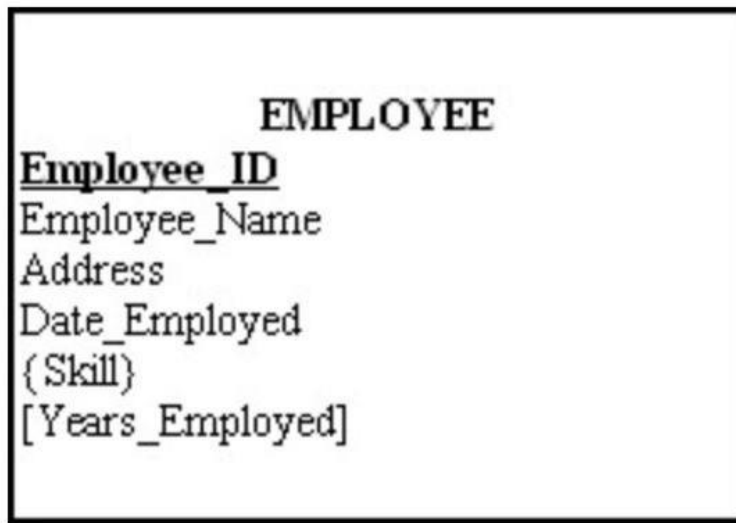 EMPLOYEE
Employee_ID
Employee_Name
Address
Date_Employed
{Skill}
[Years_Employed]